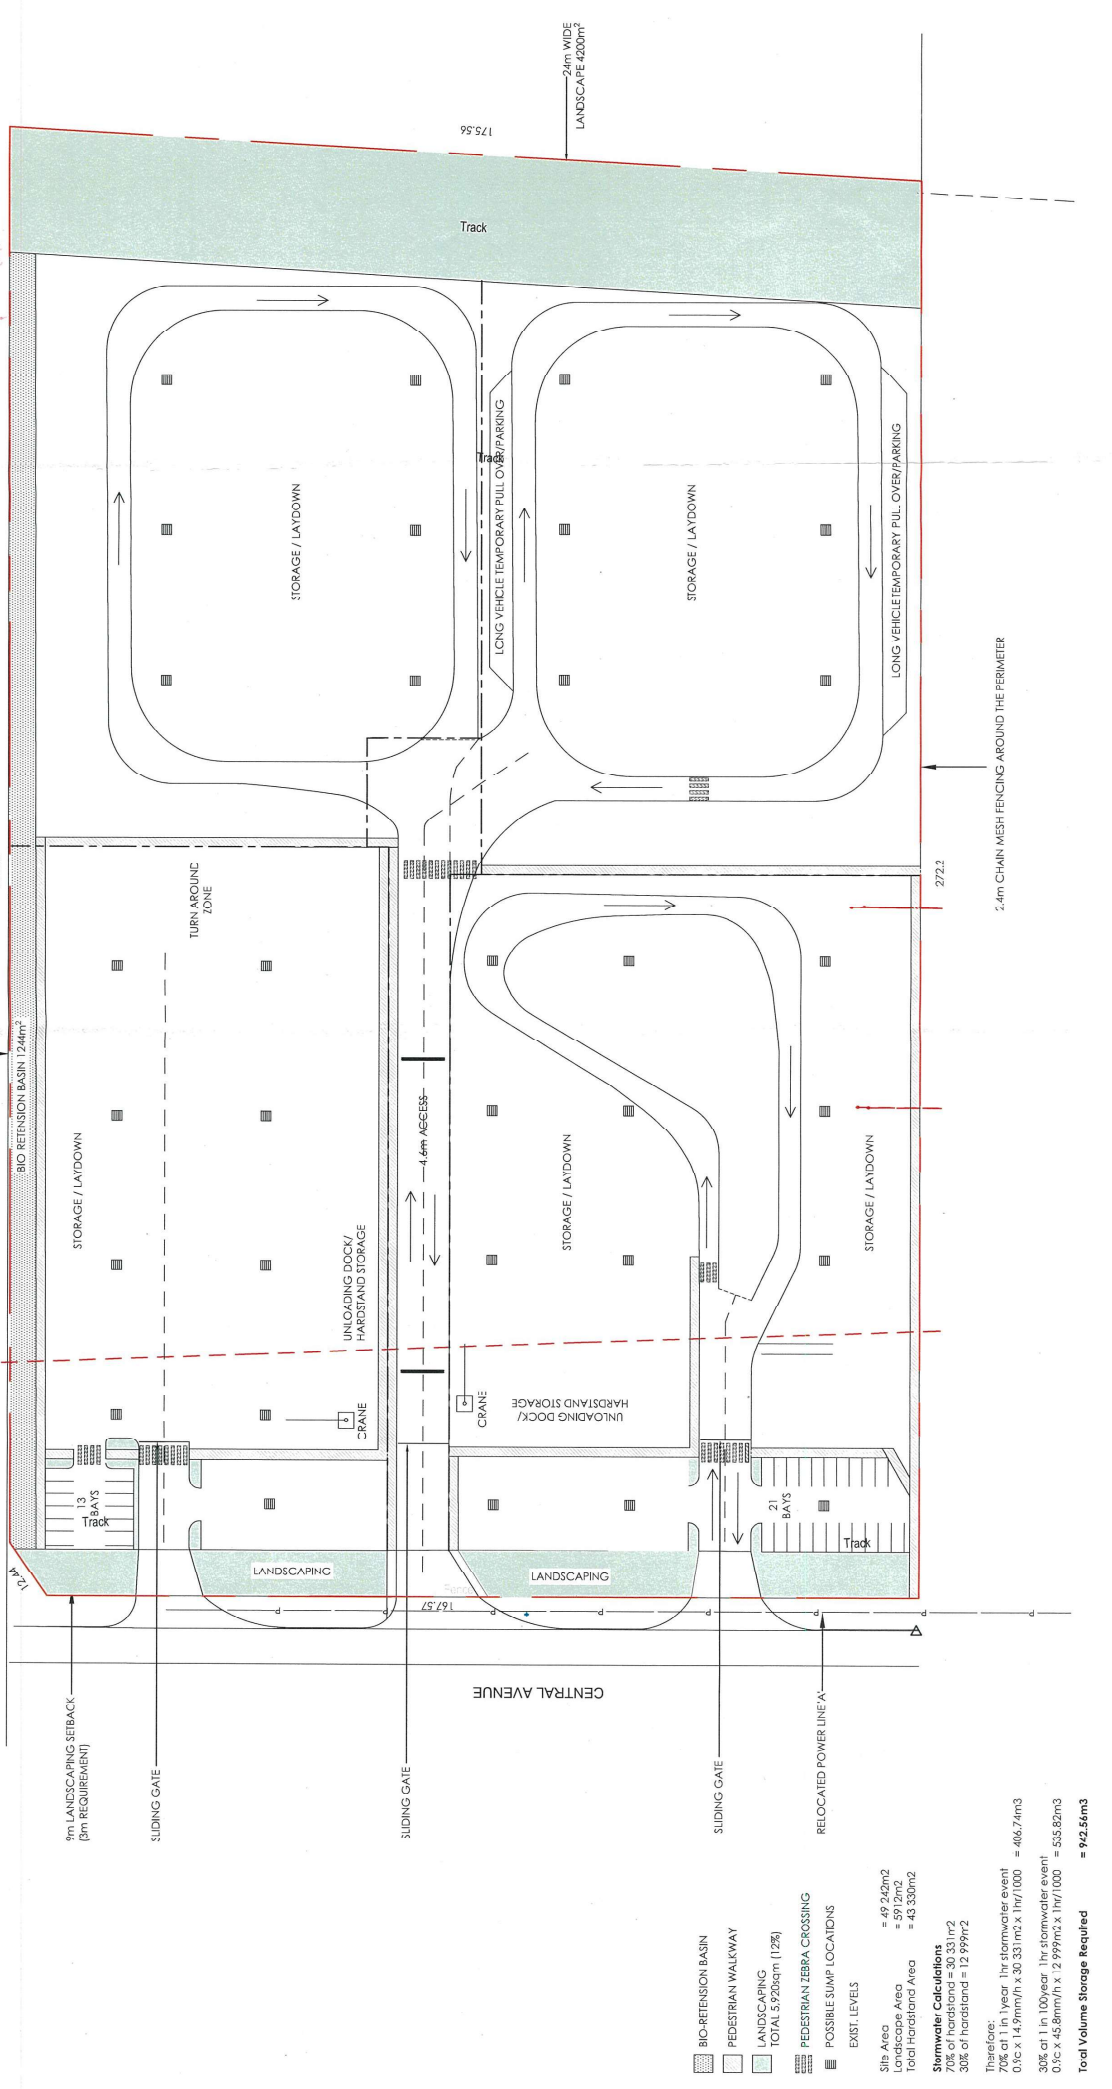 24m WIDE
LANDSCAPE 4200m²
175.56
Track
STORAGE / LAYDOWN
LONG VEHICLE TEMPORARY PULL OVER/PARKING
Track
STORAGE / LAYDOWN
LONG VEHICLE TEMPORARY PULL OVER/PARKING
2.4m CHAIN MESH FENCING AROUND THE PERIMETER
272.2
TURN AROUND
ZONE
BIO RETENSION BASIN 1244m²
STORAGE / LAYDOWN
4.6m ACCESS
STORAGE / LAYDOWN
STORAGE / LAYDOWN
UNLOADING DOCK/
HARDSTAND STORAGE
CRANE
CRANE
UNLOADING DOCK/
HARDSTAND STORAGE
13
BAYS
Track
21
BAYS
Track
12.44
LANDSCAPING
LANDSCAPING
167.57
CENTRAL AVENUE
9m LANDSCAPING SETBACK
(3m REQUIREMENT)
SLIDING GATE
SLIDING GATE
SLIDING GATE
RELOCATED POWER LINE 'A'
BIO-RETENSION BASIN
PEDESTRIAN WALKWAY
LANDSCAPING
TOTAL 5,920sqm (12%)
PEDESTRIAN ZEBRA CROSSING
POSSIBLE SUMP LOCATIONS
EXIST. LEVELS
Site Area = 49 242m2
Landscape Area = 5912m2
Total Hardstand Area = 43 330m2
Stormwater Calculations
70% of hardstand = 30 331m2
30% of hardstand = 12 999m2
Therefore:
70% at 1 in 1year 1hr stormwater event
0.9c x 14.9mm/h x 30 331m2 x 1hr/1000 = 406.74m3
30% at 1 in 100year 1hr stormwater event
0.9c x 45.8mm/h x 12 999m2 x 1hr/1000 = 535.82m3
Total Volume Storage Required = 942.56m3